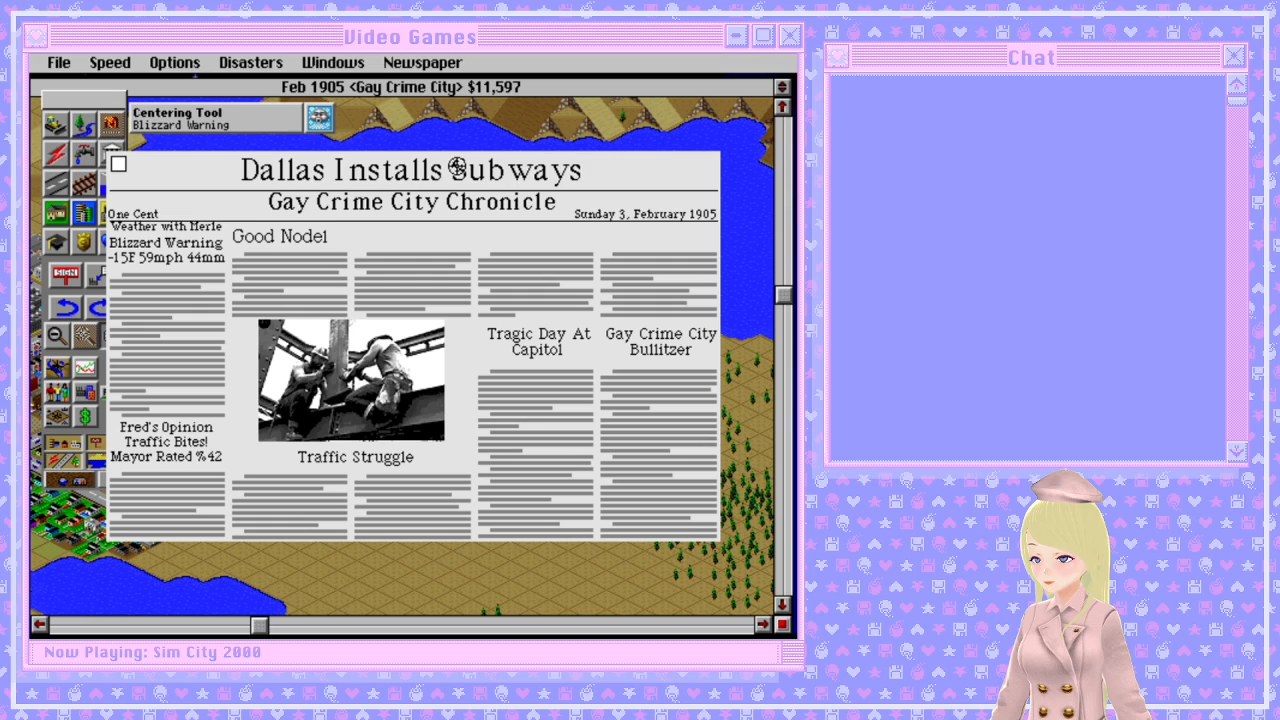 Video Games
File Speed Options Disasters Windows Newspaper
Feb 1905 <Gay Crime City> $11,597
Centering Tool
Blizzard Warning
Dallas Installs Subways
Gay Crime City Chronicle
One Cent
Sunday 3, February 1905
Weather with Merle
Blizzard Warning
-15F 59mph 44mm
Good Node!
Tragic Day At
Capitol
Gay Crime City
Bullitzer
Fred's Opinion
Traffic Bites!
Mayor Rated %42
Traffic Struggle
SIGN
Now Playing: Sim City 2000
Chat